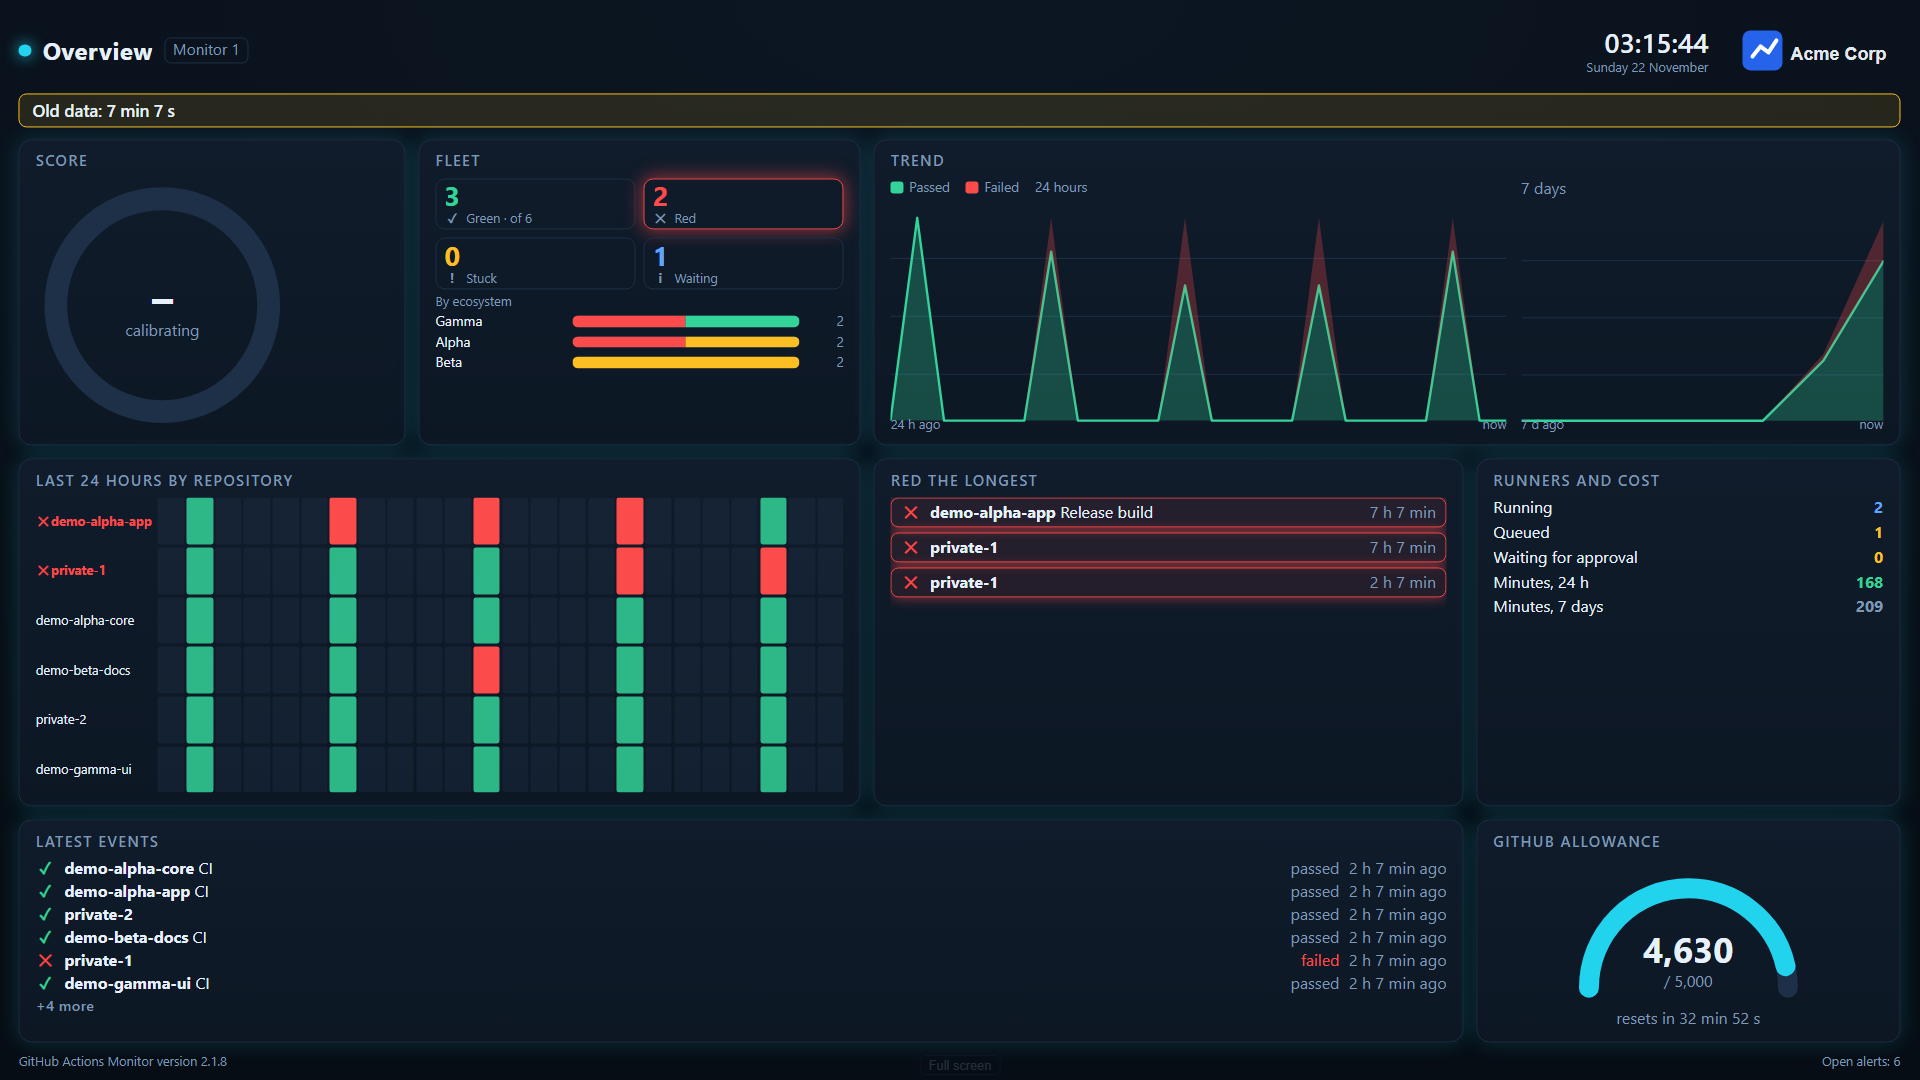 Overview
Monitor 1
03:15:44
Sunday 22 November
Acme Corp
Old data: 7 min 7 s
SCORE
–
calibrating
FLEET
3
✓ Green · of 6
2
✕ Red
0
! Stuck
1
i Waiting
By ecosystem
Gamma 2
Alpha 2
Beta 2
TREND
Passed Failed 24 hours
7 days
24 h ago now
7 d ago now
LAST 24 HOURS BY REPOSITORY
✕ demo-alpha-app
✕ private-1
demo-alpha-core
demo-beta-docs
private-2
demo-gamma-ui
RED THE LONGEST
✕ demo-alpha-app Release build 7 h 7 min
✕ private-1 7 h 7 min
✕ private-1 2 h 7 min
RUNNERS AND COST
Running 2
Queued 1
Waiting for approval 0
Minutes, 24 h 168
Minutes, 7 days 209
LATEST EVENTS
✓ demo-alpha-core CI passed 2 h 7 min ago
✓ demo-alpha-app CI passed 2 h 7 min ago
✓ private-2 passed 2 h 7 min ago
✓ demo-beta-docs CI passed 2 h 7 min ago
✕ private-1 failed 2 h 7 min ago
✓ demo-gamma-ui CI passed 2 h 7 min ago
+4 more
GITHUB ALLOWANCE
4,630
/ 5,000
resets in 32 min 52 s
GitHub Actions Monitor version 2.1.8
Full screen
Open alerts: 6